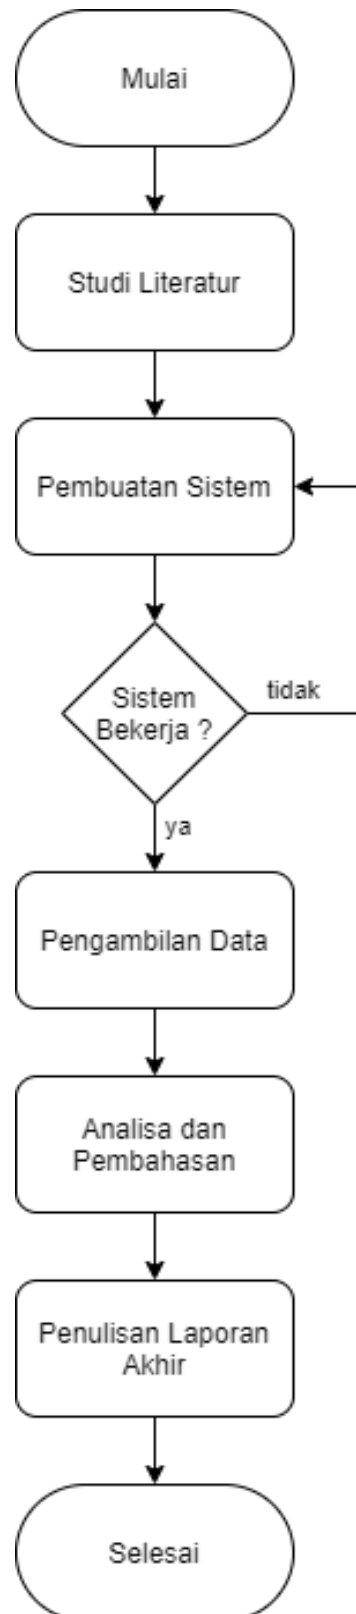 Mulai
Studi Literatur
Pembuatan Sistem
Sistem
Bekerja ?
tidak
ya
Pengambilan Data
Analisa dan
Pembahasan
Penulisan Laporan
Akhir
Selesai